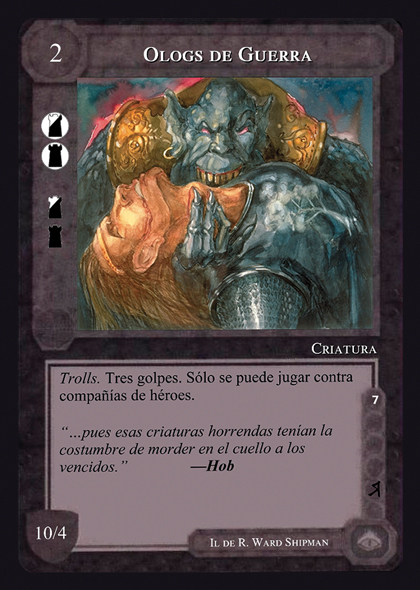 2
OLOGS DE GUERRA
CRIATURA
Trolls. Tres golpes. Sólo se puede jugar contra
compañías de héroes.
7
“...pues esas criaturas horrendas tenían la
costumbre de morder en el cuello a los
vencidos.” —Hob
10/4
IL DE R. WARD SHIPMAN